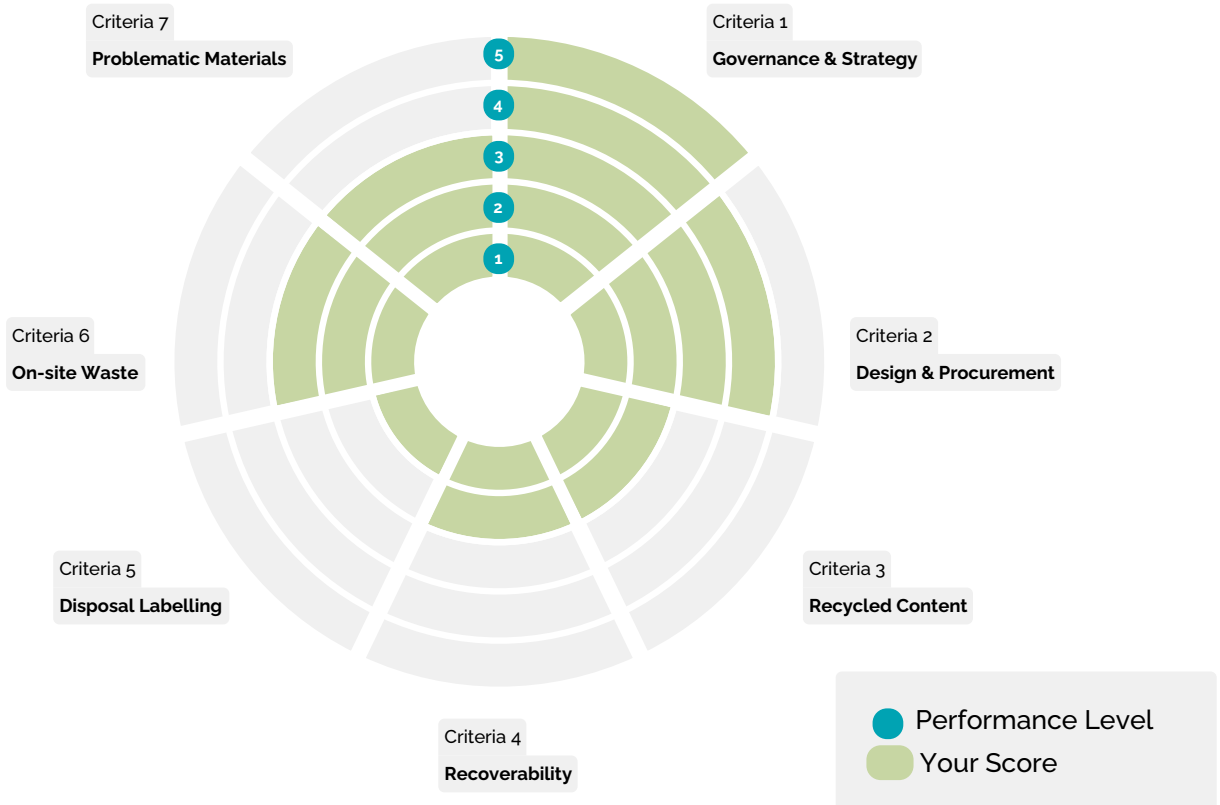 Criteria 7
Problematic Materials
Criteria 1
Governance & Strategy
5
4
3
2
1
Criteria 6
On-site Waste
Criteria 2
Design & Procurement
Criteria 5
Disposal Labelling
Criteria 3
Recycled Content
Criteria 4
Recoverability
Performance Level
Your Score